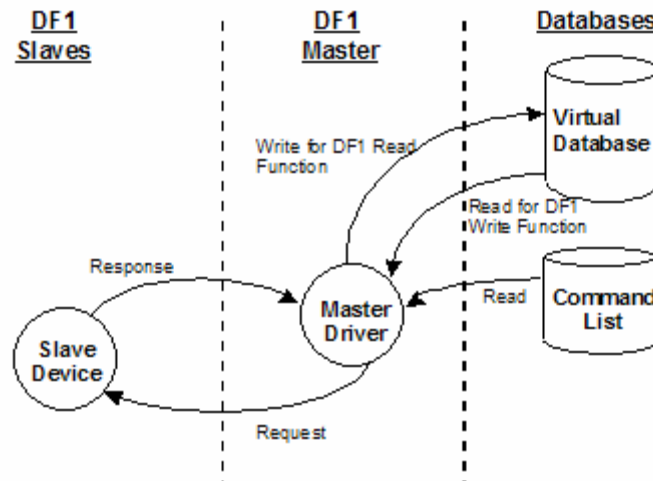 DF1
Slaves
DF1
Master
Databases
Virtual
Database
Write for DF1 Read
Function
Read for DF1
Write Function
Response
Read
Command
List
Master
Driver
Slave
Device
Request